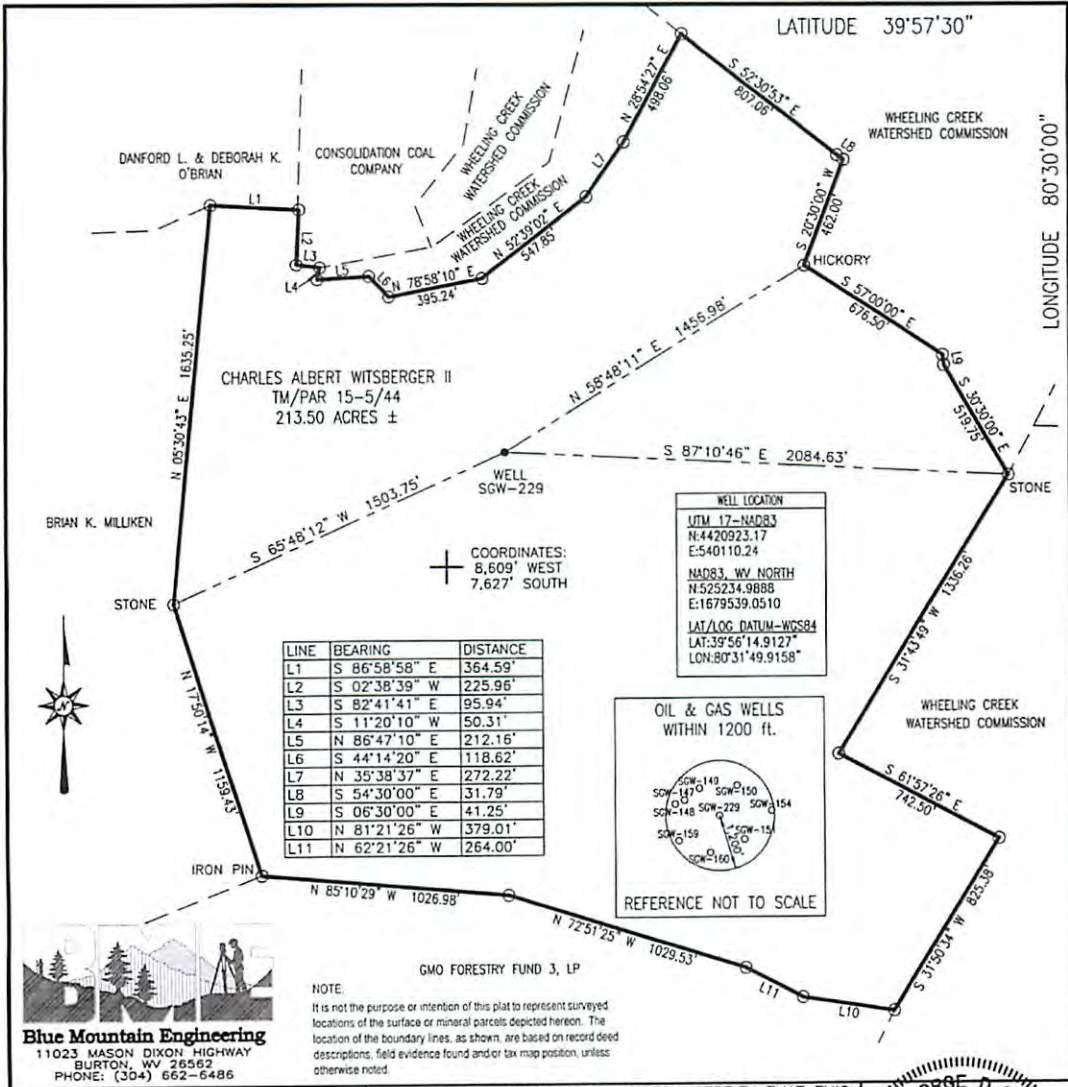 LATITUDE 39°57'30"
LONGITUDE 80°30'00"
DANFORD L. & DEBORAH K.
O'BRIAN
CONSOLIDATION COAL
COMPANY
WHEELING CREEK
WATERSHED COMMISSION
WHEELING CREEK
WATERSHED COMMISSION
WHEELING CREEK
WATERSHED COMMISSION
N 28°54'27" E
498.06'
S 52°30'53" E
807.06'
L8
L7
L1
L2
L3
L4
L5
L6
N 78°58'10" E
395.24'
N 52°39'02" E
547.85'
S 20°30'00" W
462.00'
HICKORY
S 57°00'00" E
676.50'
L9
S 30°30'00" E
519.75'
STONE
N 05°30'43" E 1635.25'
CHARLES ALBERT WITSBERGER II
TM/PAR 15-5/44
213.50 ACRES ±
N 58°48'11" E 1456.98'
S 87°10'46" E 2084.63'
WELL
SGW-229
S 65°48'12" W 1503.75'
BRIAN K. MILLIKEN
STONE
COORDINATES:
8,609' WEST
7,627' SOUTH
WELL LOCATION
UTM 17-NAD83
N:4420923.17
E:540110.24
NAD83, WV NORTH
N:525234.9888
E:1679539.0510
LAT/LOG DATUM-WGS84
LAT:39°56'14.9127"
LON:80°31'49.9158"
S 31°43'49" W 1336.26'
LINE BEARING DISTANCE
L1 S 86°58'58" E 364.59'
L2 S 02°38'39" W 225.96'
L3 S 82°41'41" E 95.94'
L4 S 11°20'10" W 50.31'
L5 N 86°47'10" E 212.16'
L6 S 44°14'20" E 118.62'
L7 N 35°38'37" E 272.22'
L8 S 54°30'00" E 31.79'
L9 S 06°30'00" E 41.25'
L10 N 81°21'26" W 379.01'
L11 N 62°21'26" W 264.00'
N 17°50'14" W 1159.43'
OIL & GAS WELLS
WITHIN 1200 ft.
SGW-149
SGW-147
SGW-150
SGW-148
SGW-229
SGW-154
SGW-159
SGW-151
1200'
SGW-160
REFERENCE NOT TO SCALE
WHEELING CREEK
WATERSHED COMMISSION
S 61°57'26" E
742.50'
S 31°50'34" W 825.38'
IRON PIN
N 85°10'29" W 1026.98'
N 72°51'25" W 1029.53'
L11
L10
GMO FORESTRY FUND 3, LP
NOTE:
It is not the purpose or intention of this plat to represent surveyed
locations of the surface or mineral parcels depicted hereon. The
location of the boundary lines, as shown, are based on record deed
descriptions, field evidence found and/or tax map position, unless
otherwise noted.
N
BME
Blue Mountain Engineering
11023 MASON DIXON HIGHWAY
BURTON, WV 26562
PHONE: (304) 662-6486